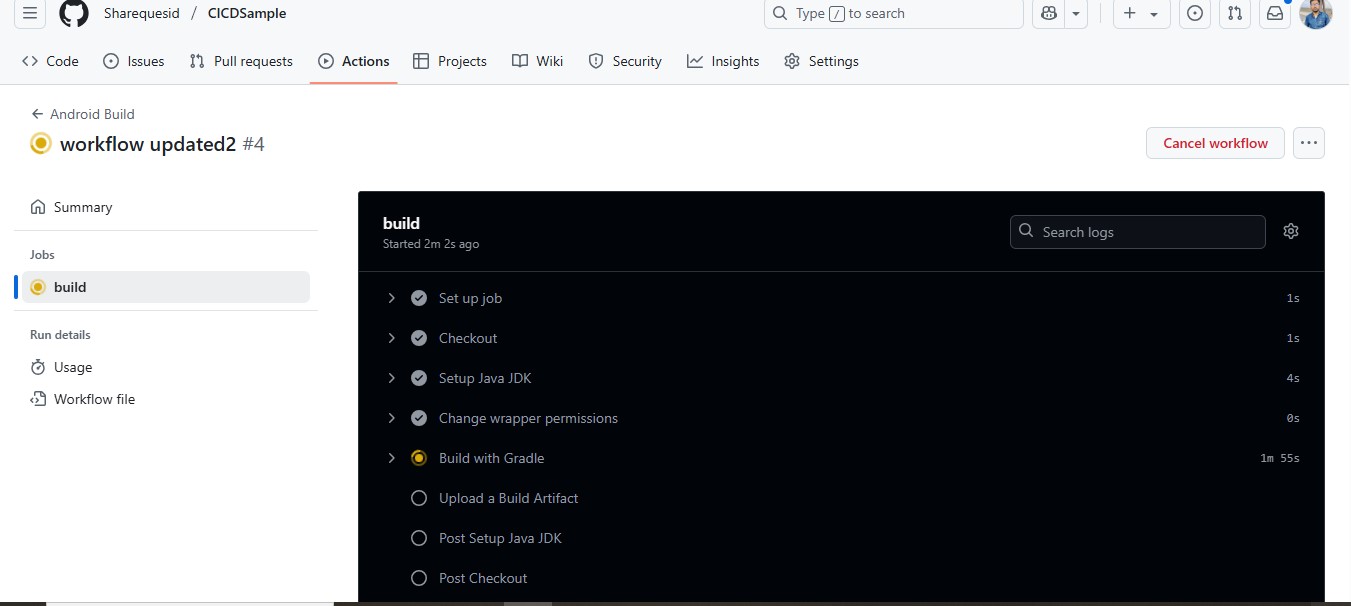 Sharequesid / CICDSample Type / to search
Code Issues Pull requests Actions Projects Wiki Security Insights Settings
Android Build
workflow updated2 #4
Cancel workflow
Summary
Jobs
build
Run details
Usage
Workflow file
build
Started 2m 2s ago
Search logs
Set up job 1s
Checkout 1s
Setup Java JDK 4s
Change wrapper permissions 0s
Build with Gradle 1m 55s
Upload a Build Artifact
Post Setup Java JDK
Post Checkout